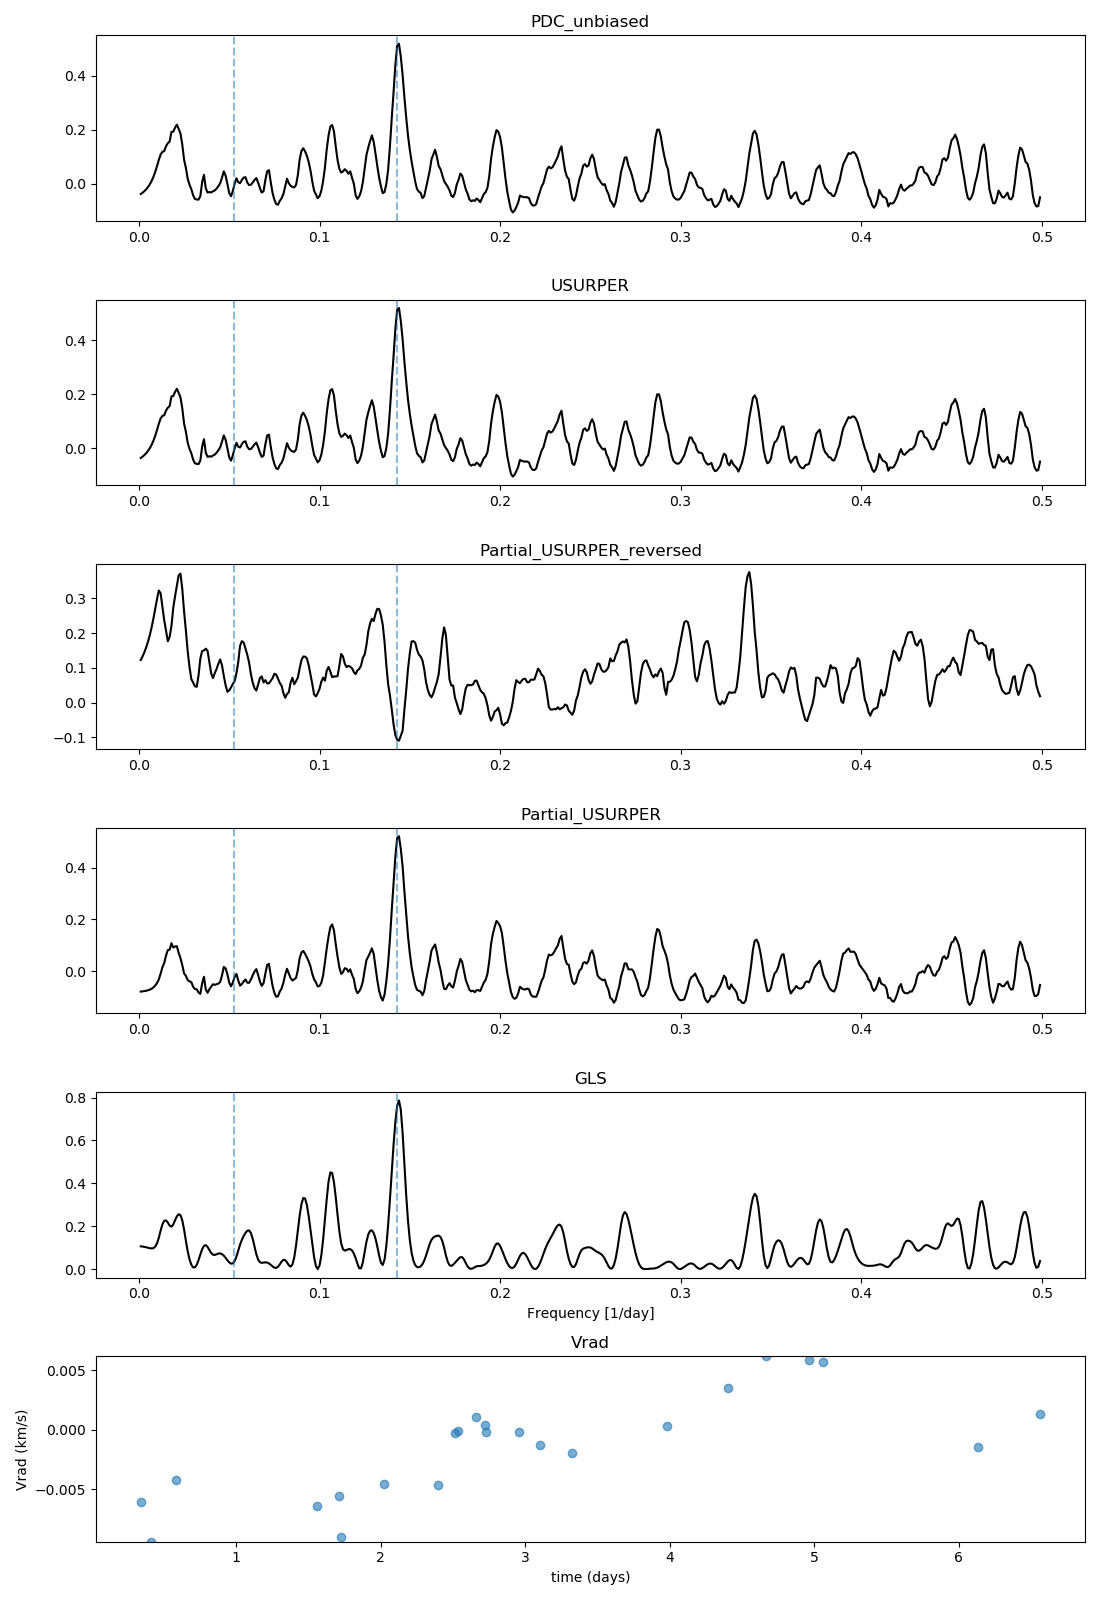 PDC_unbiased
0.4
0.2
0.0
0.0 0.1 0.2 0.3 0.4 0.5
USURPER
0.4
0.2
0.0
0.0 0.1 0.2 0.3 0.4 0.5
Partial_USURPER_reversed
0.3
0.2
0.1
0.0
−0.1
0.0 0.1 0.2 0.3 0.4 0.5
Partial_USURPER
0.4
0.2
0.0
0.0 0.1 0.2 0.3 0.4 0.5
GLS
0.8
0.6
0.4
0.2
0.0
0.0 0.1 0.2 0.3 0.4 0.5
Frequency [1/day]
Vrad
Vrad (km/s)
0.005
0.000
−0.005
1 2 3 4 5 6
time (days)